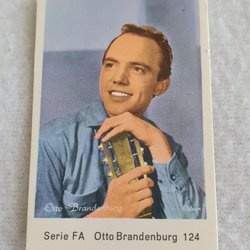 Otto Brandenburg
Serie FA Otto Brandenburg 124